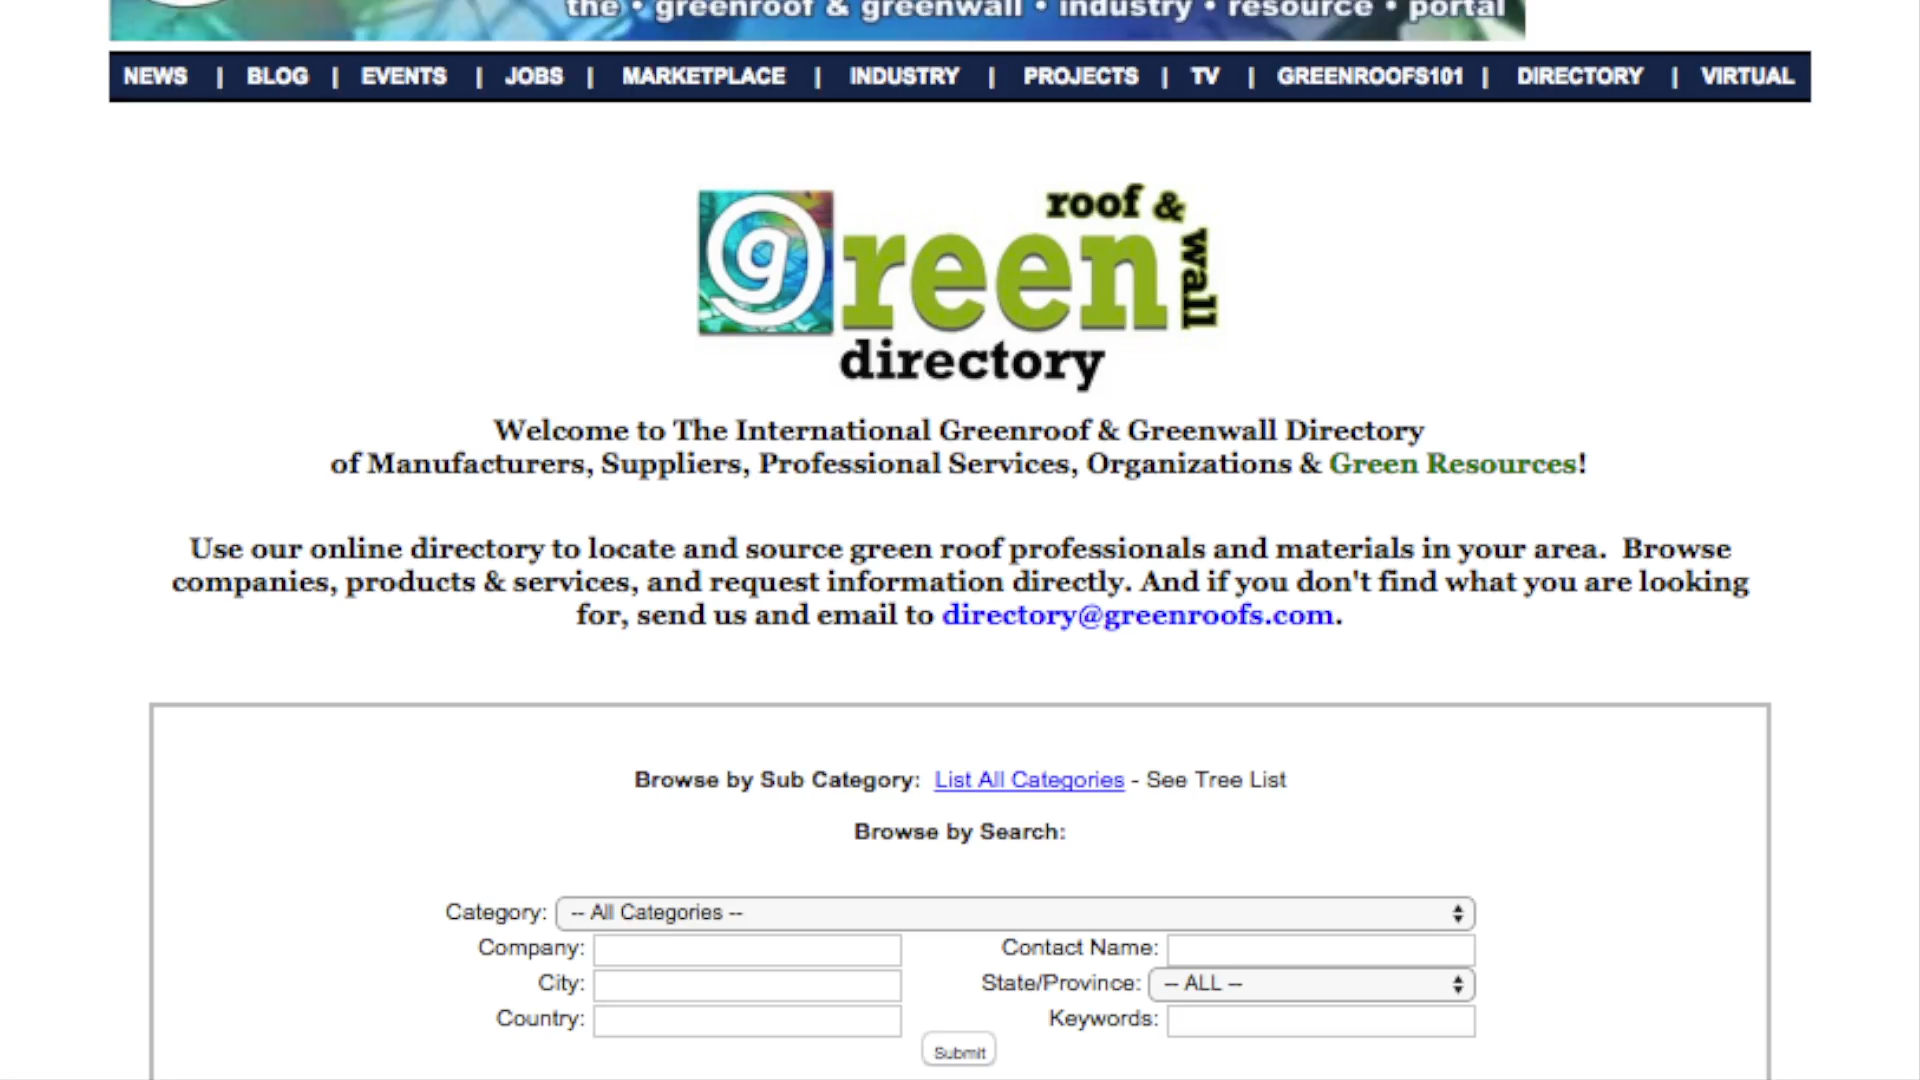 the • greenroof & greenwall • industry • resource • portal
NEWS | BLOG | EVENTS | JOBS | MARKETPLACE | INDUSTRY | PROJECTS | TV | GREENROOFS101 | DIRECTORY | VIRTUAL
green roof & wall
directory
Welcome to The International Greenroof & Greenwall Directory
of Manufacturers, Suppliers, Professional Services, Organizations & Green Resources!
Use our online directory to locate and source green roof professionals and materials in your area. Browse
companies, products & services, and request information directly. And if you don't find what you are looking
for, send us and email to directory@greenroofs.com.
Browse by Sub Category: List All Categories - See Tree List
Browse by Search:
Category: -- All Categories --
Company: Contact Name:
City: State/Province: -- ALL --
Country: Keywords:
Submit